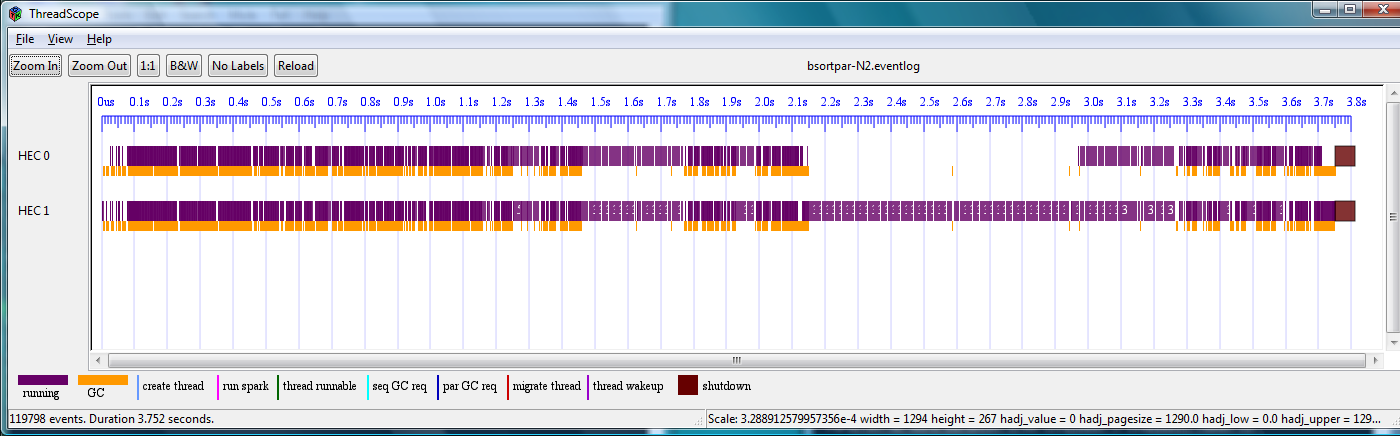 ThreadScope
File View Help
Zoom In Zoom Out 1:1 B&W No Labels Reload bsortpar-N2.eventlog
0us 0.1s 0.2s 0.3s 0.4s 0.5s 0.6s 0.7s 0.8s 0.9s 1.0s 1.1s 1.2s 1.3s 1.4s 1.5s 1.6s 1.7s 1.8s 1.9s 2.0s 2.1s 2.2s 2.3s 2.4s 2.5s 2.6s 2.7s 2.8s 2.9s 3.0s 3.1s 3.2s 3.3s 3.4s 3.5s 3.6s 3.7s 3.8s
HEC 0
HEC 1
running GC create thread run spark thread runnable seq GC req par GC req migrate thread thread wakeup shutdown
119798 events. Duration 3.752 seconds. Scale: 3.288912579957356e-4 width = 1294 height = 267 hadj_value = 0 hadj_pagesize = 1290.0 hadj_low = 0.0 hadj_upper = 129...